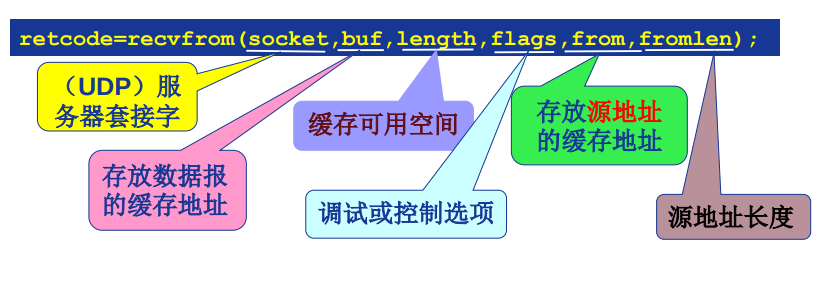 retcode=recvfrom(socket,buf,length,flags,from,fromlen);
（UDP）服
务器套接字
缓存可用空间
存放源地址
的缓存地址
存放数据报
的缓存地址
调试或控制选项
源地址长度